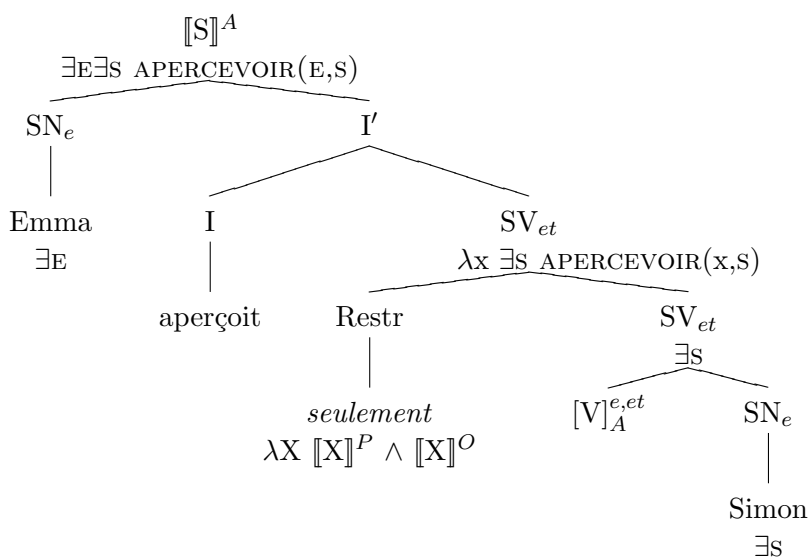 ⟦S⟧^A
∃E∃S APERCEVOIR(E,S)
SN_e I′
Emma I SV_et
∃E λx ∃S APERCEVOIR(x,S)
aperçoit Restr SV_et
∃S
seulement [V]_A^{e,et} SN_e
λX ⟦X⟧^P ∧ ⟦X⟧^O
Simon
∃S